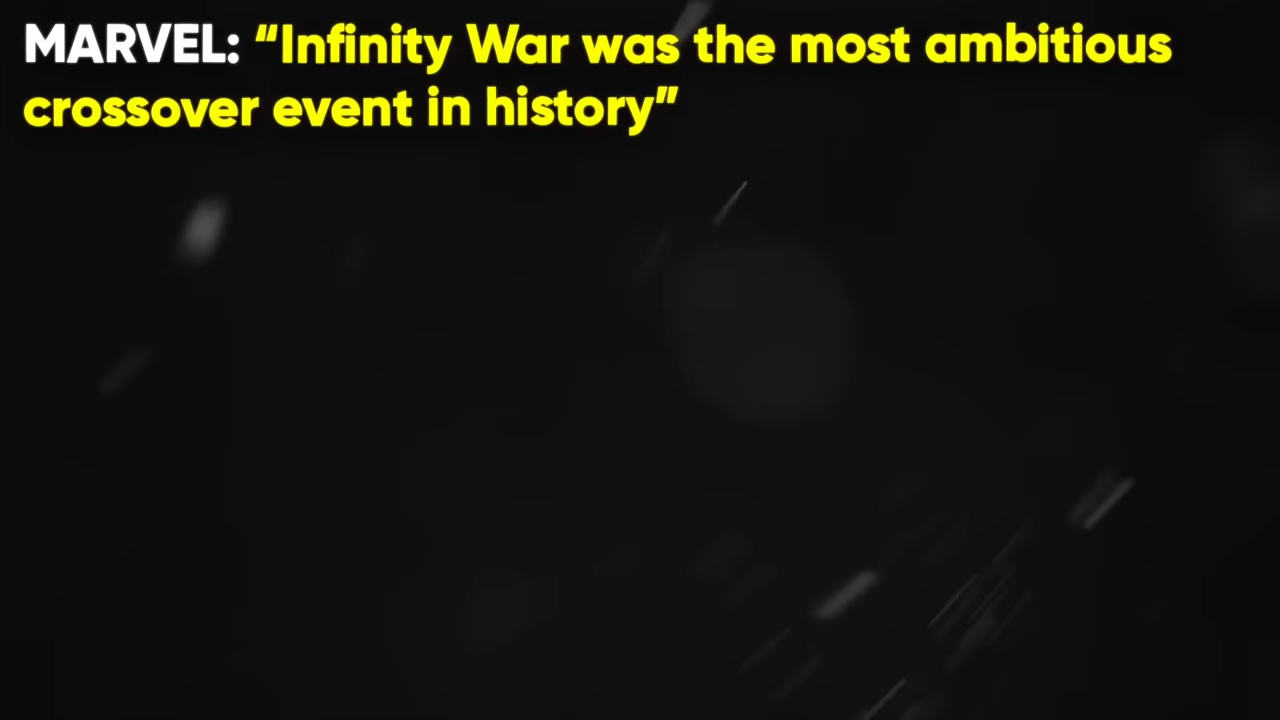 MARVEL: “Infinity War was the most ambitious
crossover event in history”